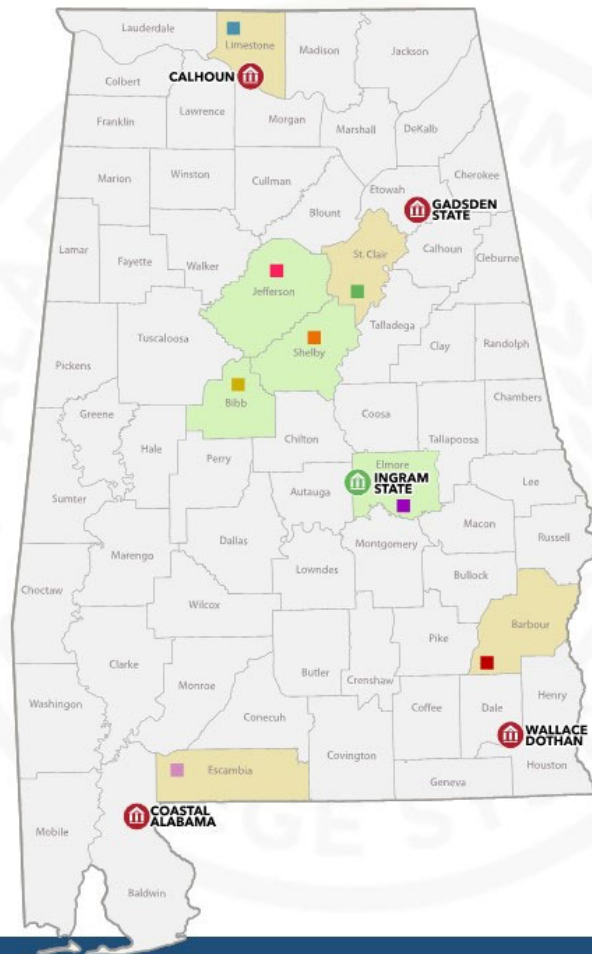 Lauderdale
Limestone
Madison
Jackson
CALHOUN
Colbert
Lawrence
Franklin
Morgan
Marshall
DeKalb
Marion
Winston
Cullman
Cherokee
Etowah
Blount
GADSDEN
STATE
Lamar
Fayette
Walker
St. Clair
Calhoun
Cleburne
Jefferson
Tuscaloosa
Talladega
Shelby
Clay
Randolph
Pickens
Bibb
Chambers
Greene
Coosa
Hale
Chilton
Tallapoosa
Perry
Elmore
INGRAM
STATE
Lee
Sumter
Autauga
Macon
Russell
Dallas
Montgomery
Marengo
Lowndes
Bullock
Choctaw
Wilcox
Barbour
Pike
Clarke
Butler
Crenshaw
Monroe
Henry
Washingon
Coffee
Dale
Conecuh
WALLACE
DOTHAN
Covington
Houston
Escambia
Geneva
COASTAL
ALABAMA
Mobile
Baldwin